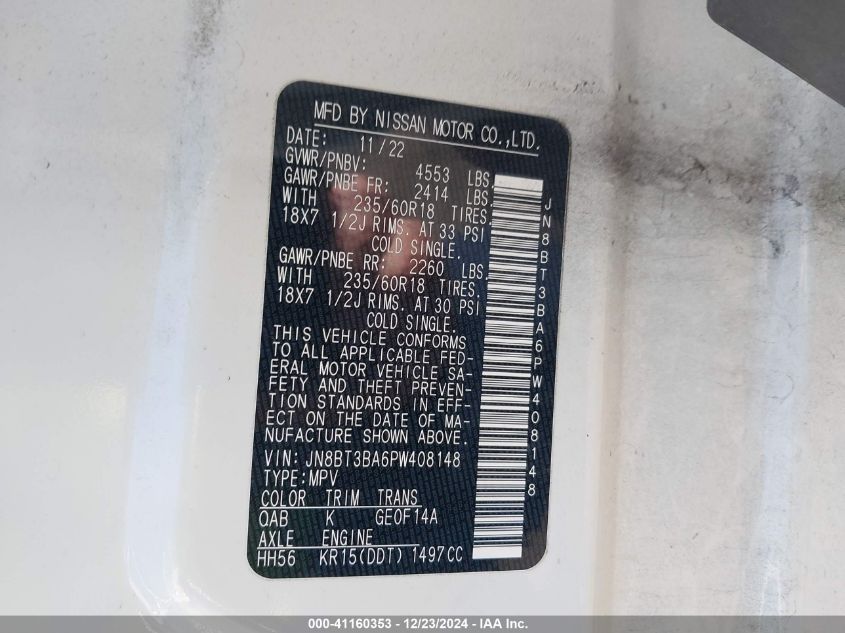 MFD BY NISSAN MOTOR CO.,LTD.
DATE: 11/22
GVWR/PNBV: 4553 LBS.
GAWR/PNBE FR: 2414 LBS.
WITH 235/60R18 TIRES.
18X7 1/2J RIMS. AT 33 PSI
COLD SINGLE.
GAWR/PNBE RR: 2260 LBS.
WITH 235/60R18 TIRES.
18X7 1/2J RIMS. AT 30 PSI
COLD SINGLE.
THIS VEHICLE CONFORMS
TO ALL APPLICABLE FED-
ERAL MOTOR VEHICLE SA-
FETY AND THEFT PREVEN-
TION STANDARDS IN EFF-
ECT ON THE DATE OF MA-
NUFACTURE SHOWN ABOVE.
VIN: JN8BT3BA6PW408148
TYPE:MPV
COLOR TRIM TRANS
QAB K GEOF14A
AXLE ENGINE
HH56 KR15(DDT) 1497CC
JN8BT3BA6PW408148
000-41160353 - 12/23/2024 - IAA Inc.